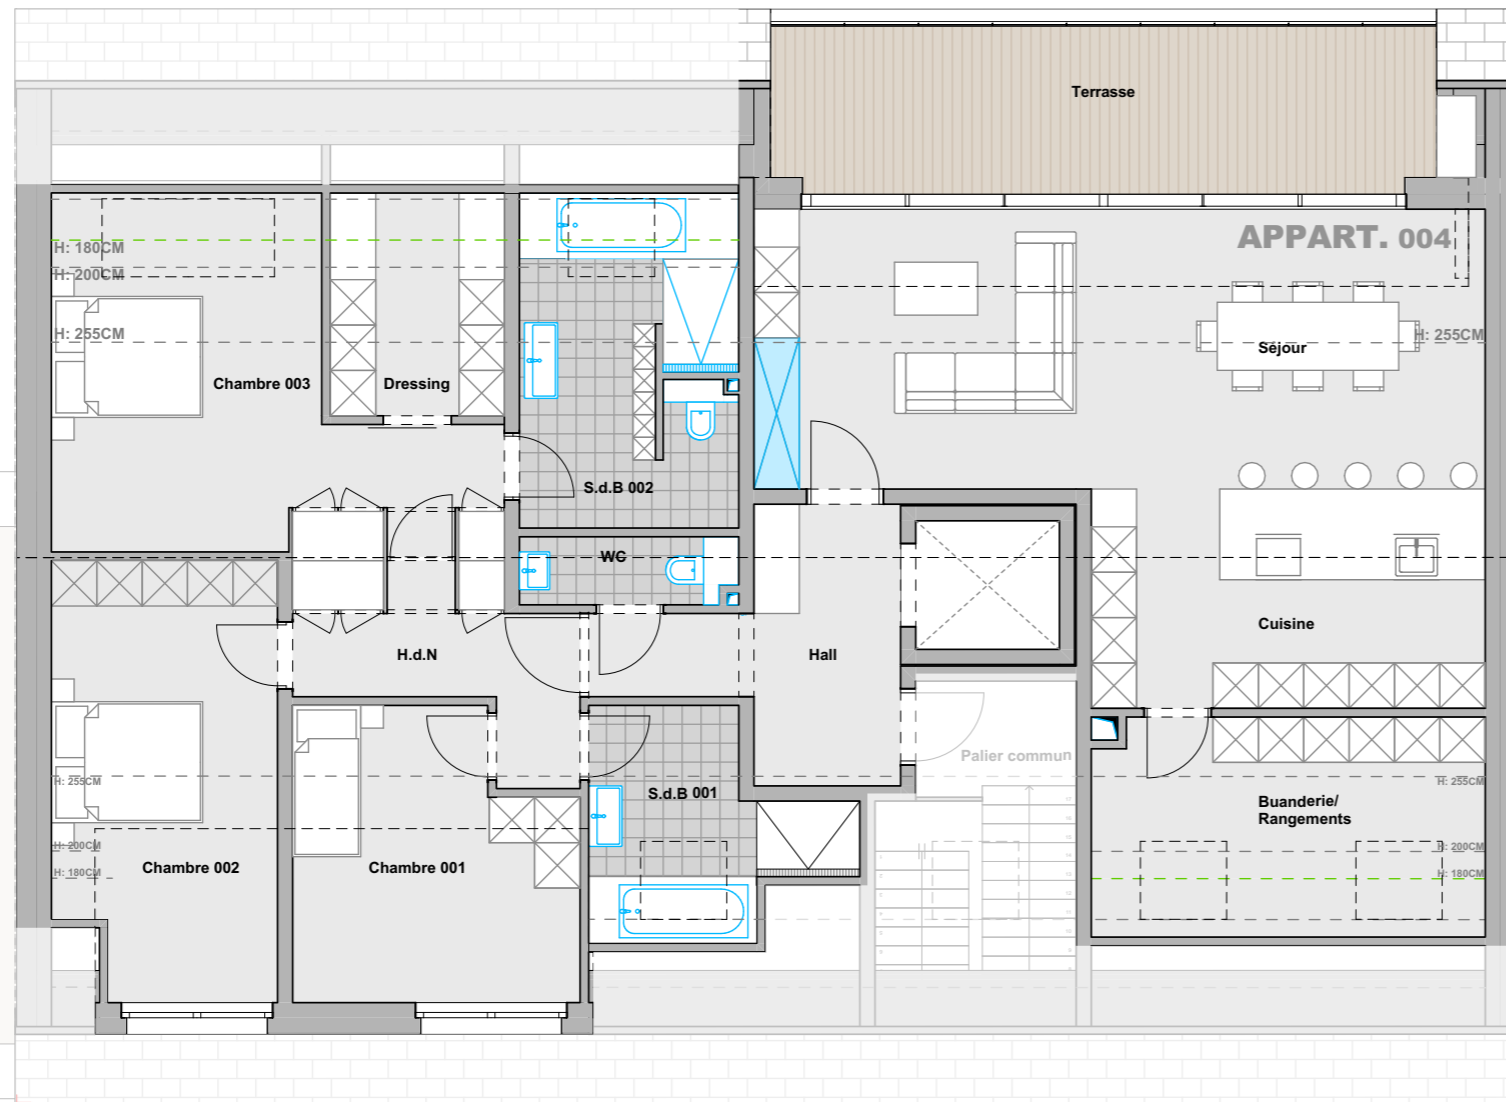 Terrasse
APPART. 004
H: 180CM
H: 200CM
H: 255CM
H: 255CM
Séjour
Chambre 003
Dressing
S.d.B 002
WC
Cuisine
H.d.N
Hall
Palier commun
H: 255CM
H: 255CM
S.d.B 001
Buanderie/
Rangements
H: 200CM
H: 200CM
Chambre 002
Chambre 001
H: 180CM
H: 180CM